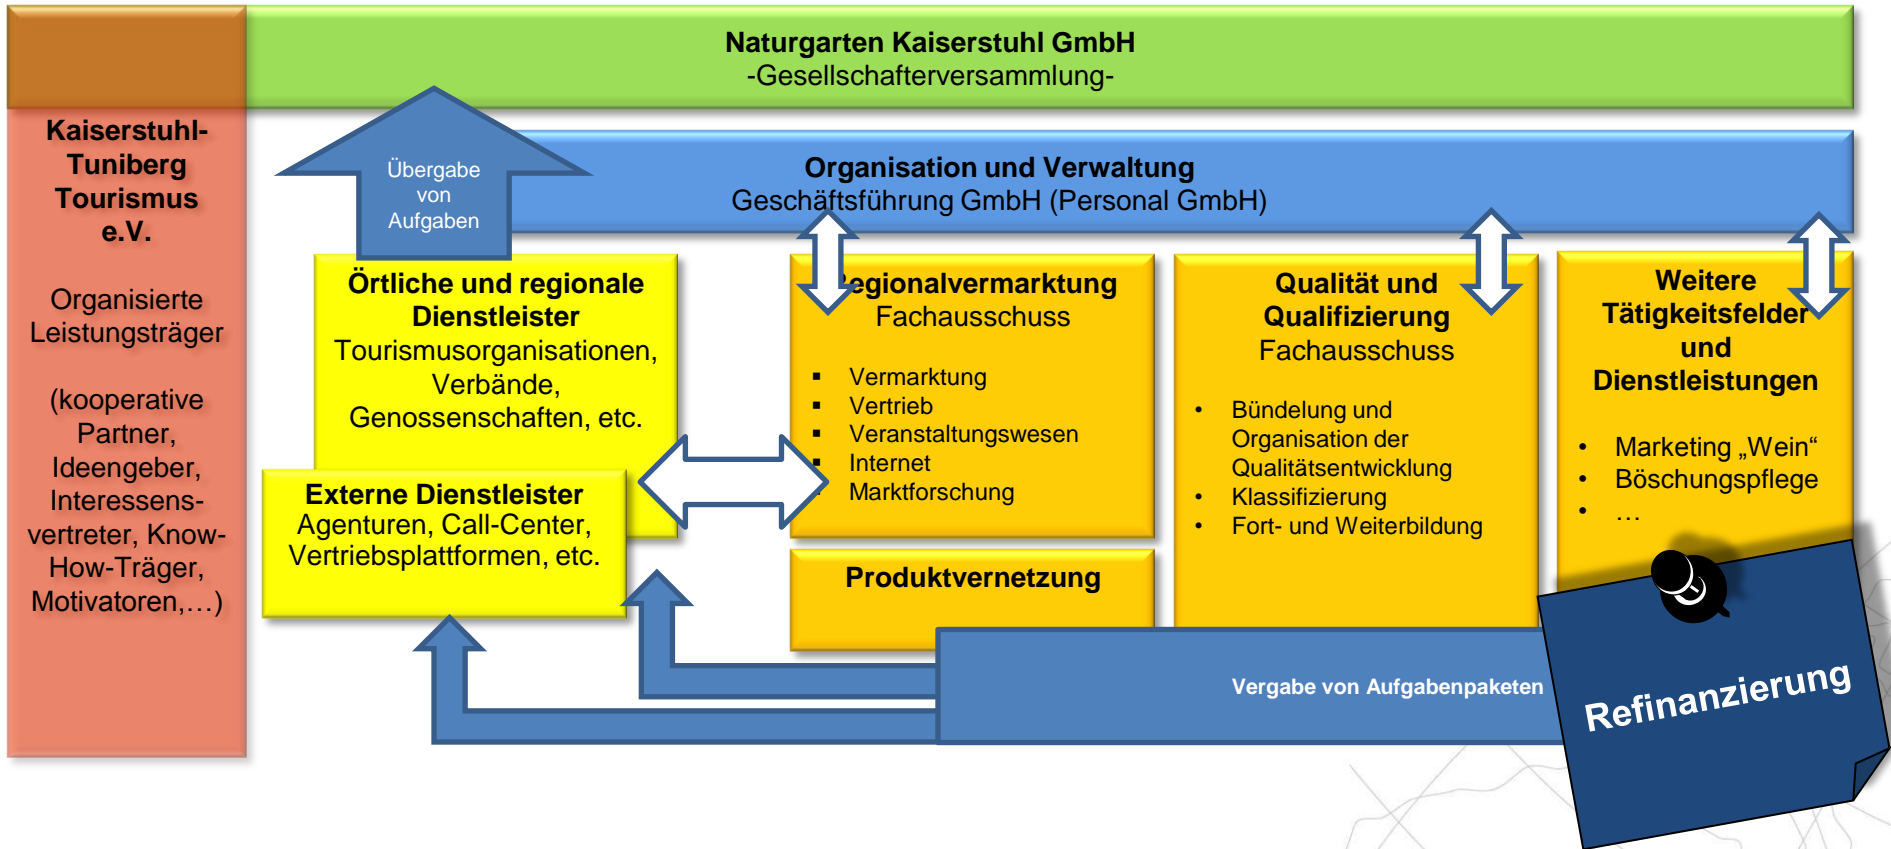 Naturgarten Kaiserstuhl GmbH
-Gesellschafterversammlung-
Kaiserstuhl-
Tuniberg
Tourismus
e.V.
Organisierte
Leistungsträger
(kooperative
Partner,
Ideengeber,
Interessens-
vertreter, Know-
How-Träger,
Motivatoren,…)
Übergabe
von
Aufgaben
Organisation und Verwaltung
Geschäftsführung GmbH (Personal GmbH)
Örtliche und regionale
Dienstleister
Tourismusorganisationen,
Verbände,
Genossenschaften, etc.
Externe Dienstleister
Agenturen, Call-Center,
Vertriebsplattformen, etc.
Regionalvermarktung
Fachausschuss
▪ Vermarktung
▪ Vertrieb
▪ Veranstaltungswesen
▪ Internet
▪ Marktforschung
Produktvernetzung
Qualität und
Qualifizierung
Fachausschuss
• Bündelung und
Organisation der
Qualitätsentwicklung
• Klassifizierung
• Fort- und Weiterbildung
Weitere
Tätigkeitsfelder
und
Dienstleistungen
• Marketing „Wein“
• Böschungspflege
• …
Vergabe von Aufgabenpaketen
Refinanzierung